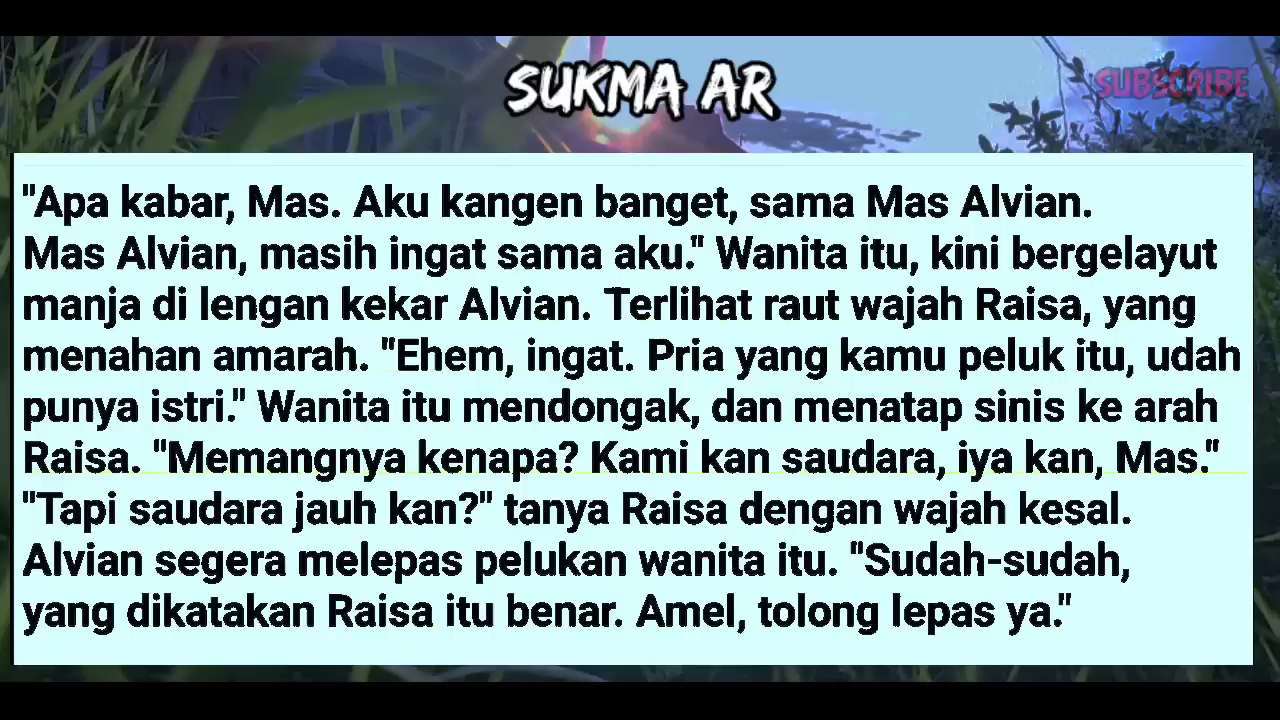 SUKMA AR
SUBSCRIBE
"Apa kabar, Mas. Aku kangen banget, sama Mas Alvian.
Mas Alvian, masih ingat sama aku." Wanita itu, kini bergelayut
manja di lengan kekar Alvian. Terlihat raut wajah Raisa, yang
menahan amarah. "Ehem, ingat. Pria yang kamu peluk itu, udah
punya istri." Wanita itu mendongak, dan menatap sinis ke arah
Raisa. "Memangnya kenapa? Kami kan saudara, iya kan, Mas."
"Tapi saudara jauh kan?" tanya Raisa dengan wajah kesal.
Alvian segera melepas pelukan wanita itu. "Sudah-sudah,
yang dikatakan Raisa itu benar. Amel, tolong lepas ya."